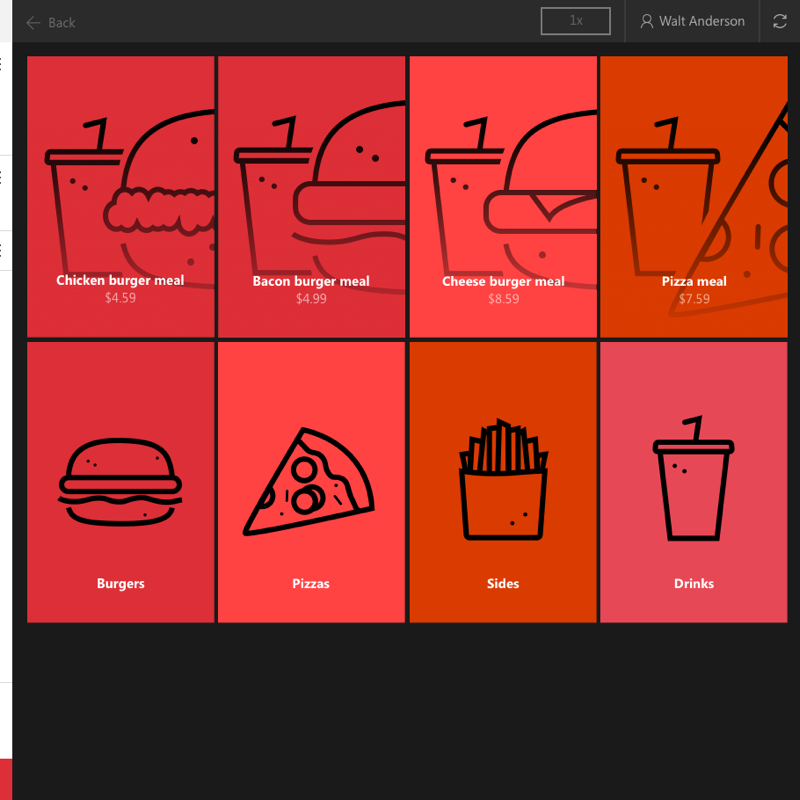 Back
1x
Walt Anderson
Chicken burger meal
$4.59
Bacon burger meal
$4.99
Cheese burger meal
$8.59
Pizza meal
$7.59
Burgers
Pizzas
Sides
Drinks